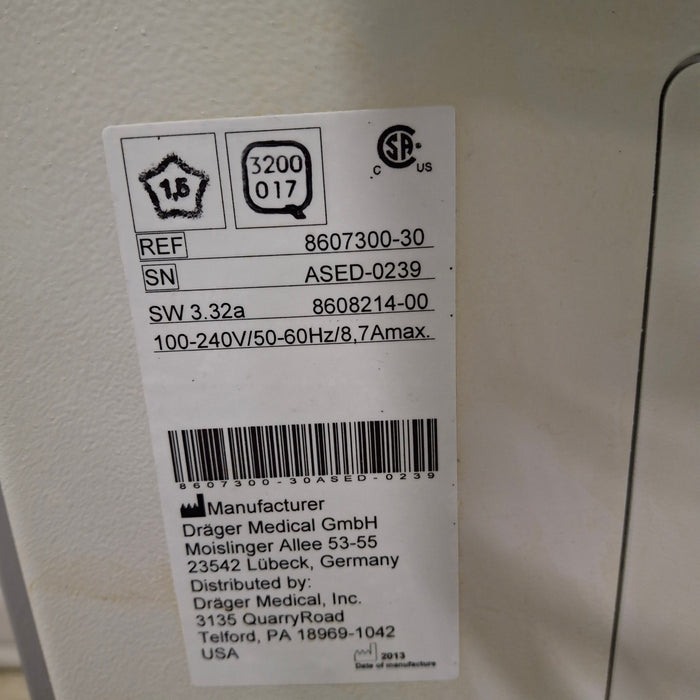 1,5
3200
017
CSA
C US
REF 8607300-30
SN ASED-0239
SW 3.32a 8608214-00
100-240V/50-60Hz/8,7Amax.
8607300-30ASED-0239
Manufacturer
Dräger Medical GmbH
Moislinger Allee 53-55
23542 Lübeck, Germany
Distributed by:
Dräger Medical, Inc.
3135 QuarryRoad
Telford, PA 18969-1042
USA
2013
Date of manufacture